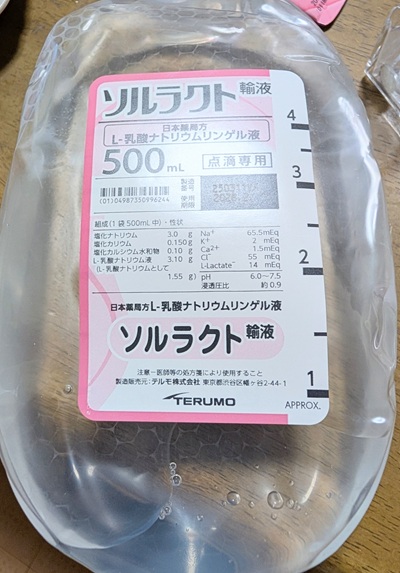 ソルラクト 輸液
日本薬局方
L-乳酸ナトリウムリンゲル液
500mL 点滴専用
製造番号
使用期限
(01)04987350996244
組成(1袋500mL中)・性状
塩化ナトリウム 3.0 g Na⁺ 65.5mEq
塩化カリウム 0.150g K⁺ 2 mEq
塩化カルシウム水和物 0.10 g Ca²⁺ 1.5mEq
L-乳酸ナトリウム液 3.10 g Cl⁻ 55 mEq
(L-乳酸ナトリウムとして L-Lactate⁻ 14 mEq
1.55 g) pH 6.0~7.5
浸透圧比 約0.9
日本薬局方 L-乳酸ナトリウムリンゲル液
ソルラクト 輸液
注意-医師等の処方箋により使用すること
製造販売元:テルモ株会社 東京都渋谷区幡ヶ谷2-44-1
TERUMO
4
3
2
1
APPROX.